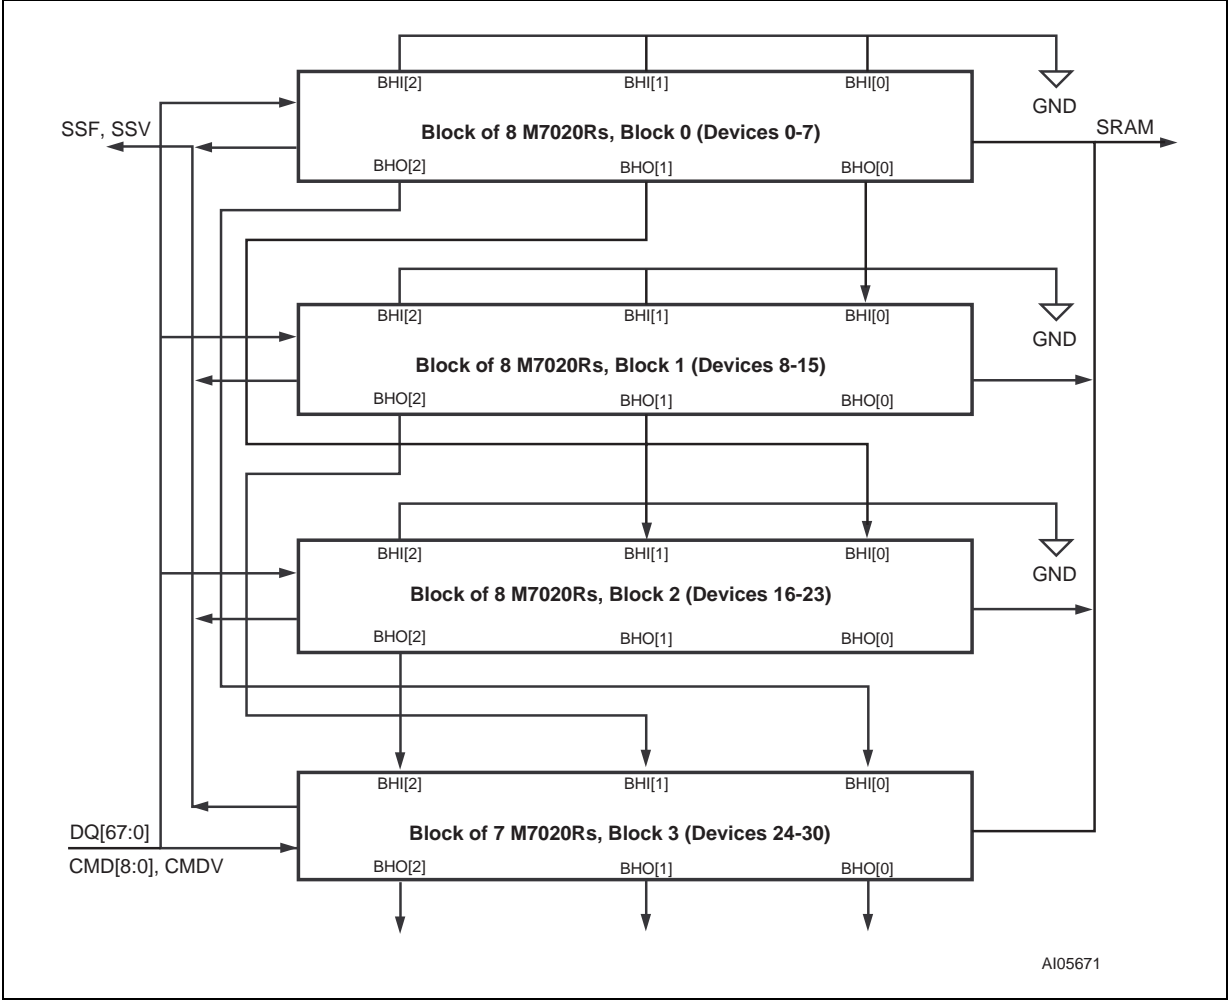 BHI[2] BHI[1] BHI[0]
GND
SSF, SSV
Block of 8 M7020Rs, Block 0 (Devices 0-7)
SRAM
BHO[2] BHO[1] BHO[0]
BHI[2] BHI[1] BHI[0]
GND
Block of 8 M7020Rs, Block 1 (Devices 8-15)
BHO[2] BHO[1] BHO[0]
BHI[2] BHI[1] BHI[0]
GND
Block of 8 M7020Rs, Block 2 (Devices 16-23)
BHO[2] BHO[1] BHO[0]
BHI[2] BHI[1] BHI[0]
DQ[67:0]
Block of 7 M7020Rs, Block 3 (Devices 24-30)
CMD[8:0], CMDV
BHO[2] BHO[1] BHO[0]
AI05671